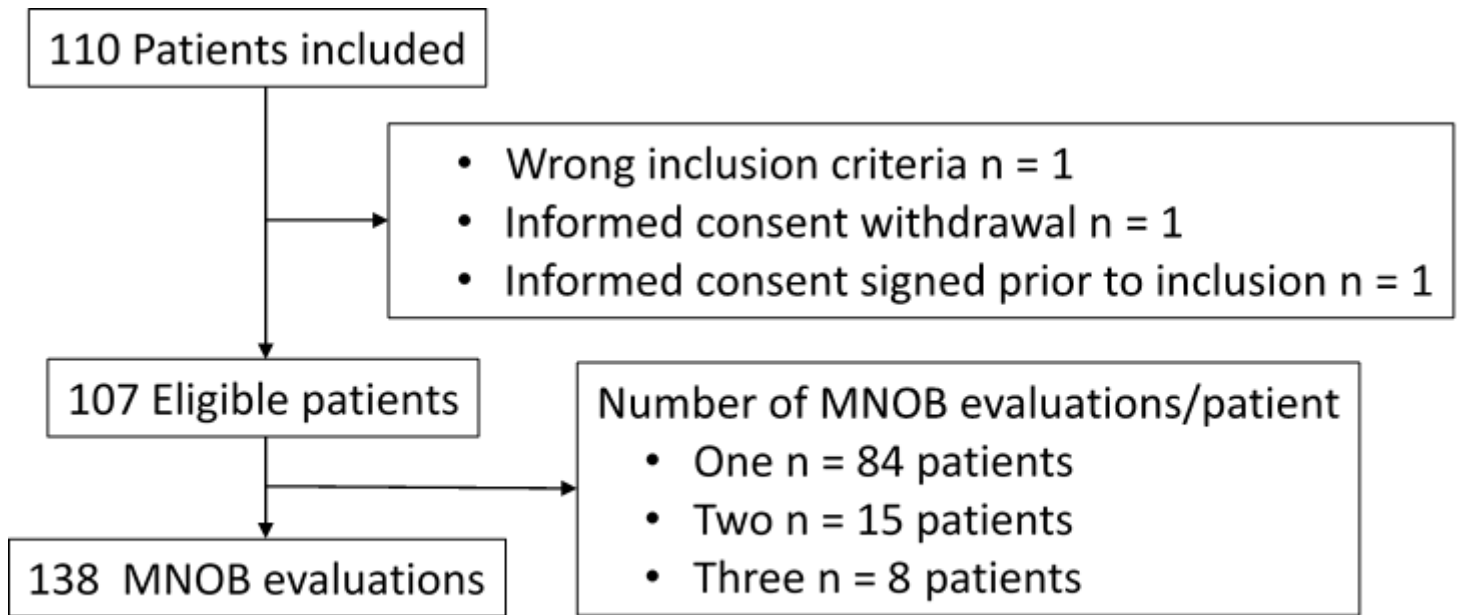 110 Patients included
• Wrong inclusion criteria n = 1
• Informed consent withdrawal n = 1
• Informed consent signed prior to inclusion n = 1
107 Eligible patients
Number of MNOB evaluations/patient
• One n = 84 patients
• Two n = 15 patients
• Three n = 8 patients
138 MNOB evaluations